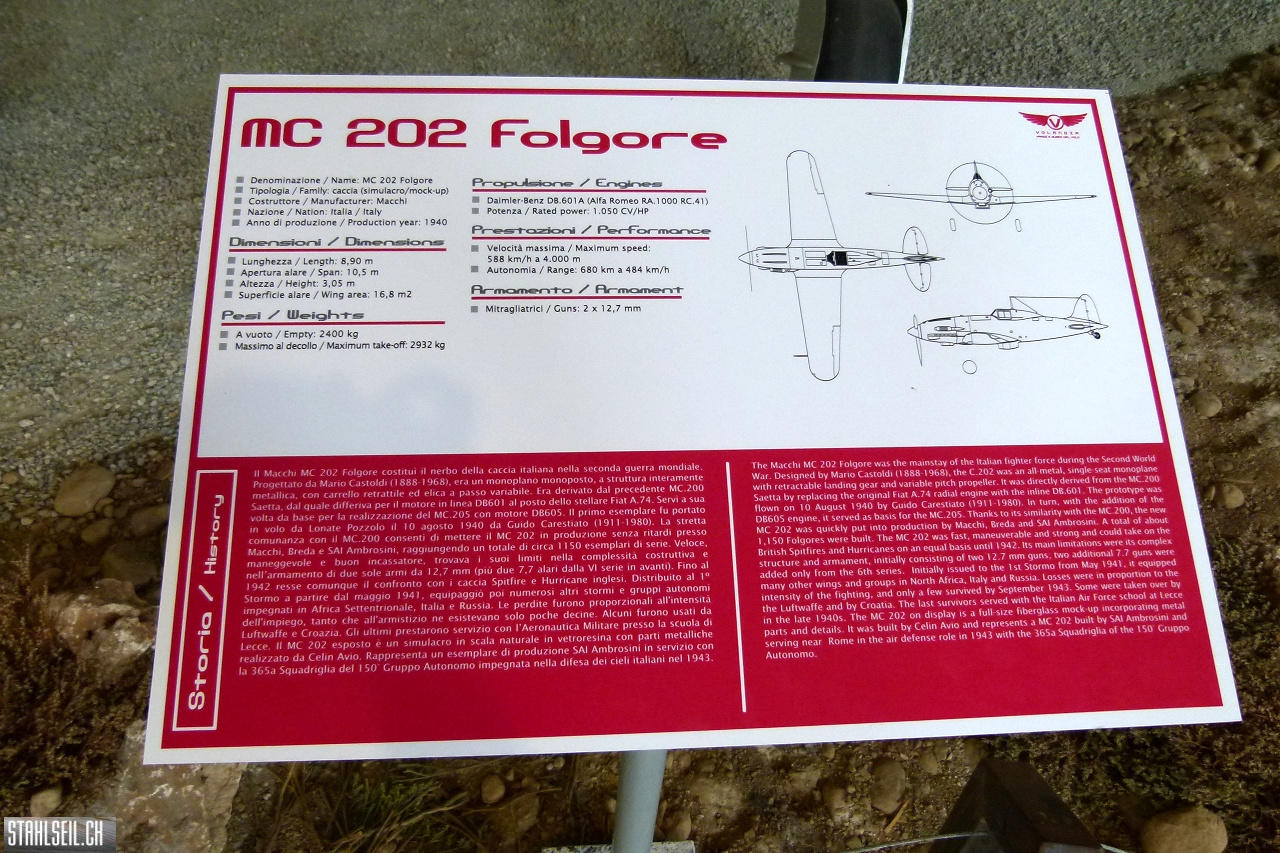 MC 202 Folgore
VOLANDIA
Denominazione / Name: MC 202 Folgore
Tipologia / Family: caccia (simulacro/mock-up)
Costruttore / Manufacturer: Macchi
Nazione / Nation: Italia / Italy
Anno di produzione / Production year: 1940
Dimensioni / Dimensions
Lunghezza / Length: 8,90 m
Apertura alare / Span: 10,5 m
Altezza / Height: 3,05 m
Superficie alare / Wing area: 16,8 m2
Pesi / Weights
A vuoto / Empty: 2400 kg
Massimo al decollo / Maximum take-off: 2932 kg
Propulsione / Engines
Daimler-Benz DB.601A (Alfa Romeo RA.1000 RC.41)
Potenza / Rated power: 1.050 CV/HP
Prestazioni / Performance
Velocità massima / Maximum speed:
588 km/h a 4.000 m
Autonomia / Range: 680 km a 484 km/h
Armamento / Armament
Mitragliatrici / Guns: 2 x 12,7 mm
Storia / History
Il Macchi MC 202 Folgore costituì il nerbo della caccia italiana nella seconda guerra mondiale.
Progettato da Mario Castoldi (1888-1968), era un monoplano monoposto, a struttura interamente
metallica, con carrello retrattile ed elica a passo variabile. Era derivato dal precedente MC.200
Saetta, dal quale differiva per il motore in linea DB601 al posto dello stellare Fiat A.74. Servì a sua
volta da base per la realizzazione del MC.205 con motore DB605. Il primo esemplare fu portato
in volo da Lonate Pozzolo il 10 agosto 1940 da Guido Carestiato (1911-1980). La stretta
comunanza con il MC.200 consentì di mettere il MC 202 in produzione senza ritardi presso
Macchi, Breda e SAI Ambrosini, raggiungendo un totale di circa 1150 esemplari di serie. Veloce,
maneggevole e buon incassatore, trovava i suoi limiti nella complessità costruttiva e
nell'armamento di due sole armi da 12,7 mm (più due 7,7 alari dalla VI serie in avanti). Fino al
1942 resse comunque il confronto con i caccia Spitfire e Hurricane inglesi. Distribuito al 1°
Stormo a partire dal maggio 1941, equipaggiò poi numerosi altri stormi e gruppi autonomi
impegnati in Africa Settentrionale, Italia e Russia. Le perdite furono proporzionali all'intensità
dell'impiego, tanto che all'armistizio ne esistevano solo poche decine. Alcuni furono usati da
Luftwaffe e Croazia. Gli ultimi prestarono servizio con l'Aeronautica Militare presso la scuola di
Lecce. Il MC 202 esposto è un simulacro in scala naturale in vetroresina con parti metalliche
realizzato da Celin Avio. Rappresenta un esemplare di produzione SAI Ambrosini in servizio con
la 365a Squadriglia del 150° Gruppo Autonomo impegnata nella difesa dei cieli italiani nel 1943.
The Macchi MC 202 Folgore was the mainstay of the Italian fighter force during the Second World
War. Designed by Mario Castoldi (1888-1968), the C.202 was an all-metal, single-seat monoplane
with retractable landing gear and variable pitch propeller. It was directly derived from the MC.200
Saetta by replacing the original Fiat A.74 radial engine with the inline DB.601. The prototype was
flown on 10 August 1940 by Guido Carestiato (1911-1980). In turn, with the addition of the
DB605 engine, it served as basis for the MC.205. Thanks to its similarity with the MC.200, the new
MC 202 was quickly put into production by Macchi, Breda and SAI Ambrosini. A total of about
1,150 Folgores were built. The MC 202 was fast, maneuverable and strong and could take on the
British Spitfires and Hurricanes on an equal basis until 1942. Its main limitations were its complex
structure and armament, initially consisting of two 12.7 mm guns; two additional 7.7 guns were
added only from the 6th series. Initially issued to the 1st Stormo from May 1941, it equipped
many other wings and groups in North Africa, Italy and Russia. Losses were in proportion to the
intensity of the fighting, and only a few survived by September 1943. Some were taken over by
the Luftwaffe and by Croatia. The last survivors served with the Italian Air Force school at Lecce
in the late 1940s. The MC 202 on display is a full-size fiberglass mock-up incorporating metal
parts and details. It was built by Celin Avio and represents a MC 202 built by SAI Ambrosini and
serving near Rome in the air defense role in 1943 with the 365a Squadriglia of the 150° Gruppo
Autonomo.
STAHLSEIL.CH